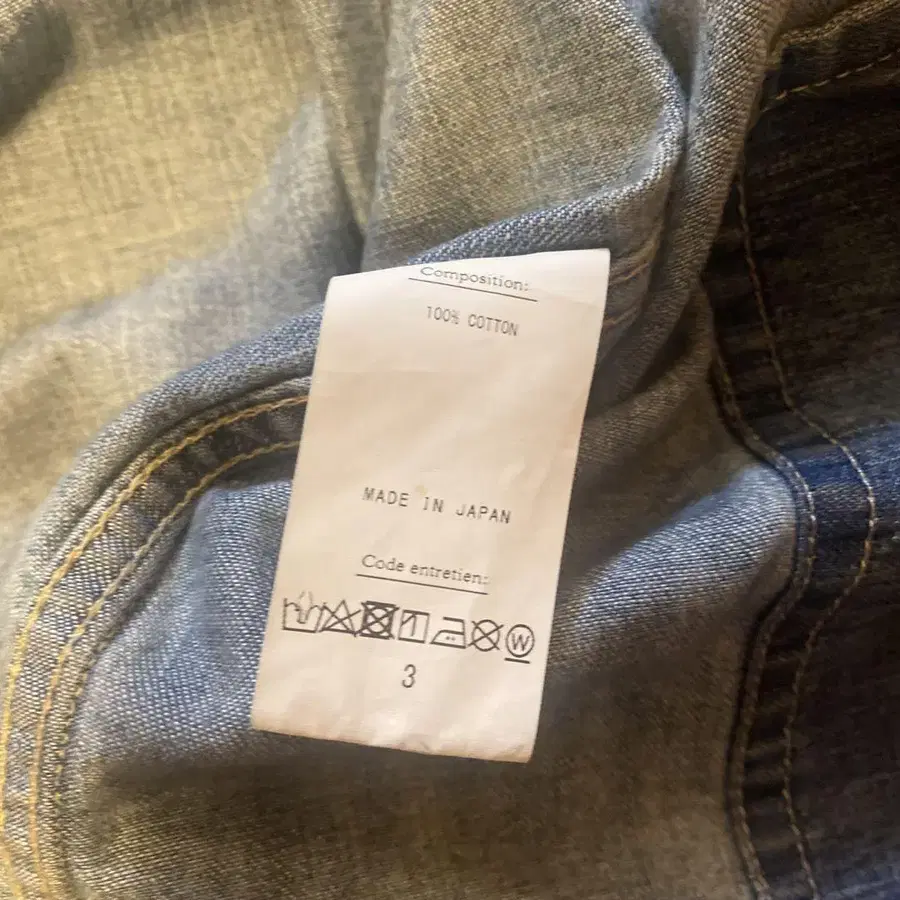 Composition:
100% COTTON
MADE IN JAPAN
Code entretien:
W
3